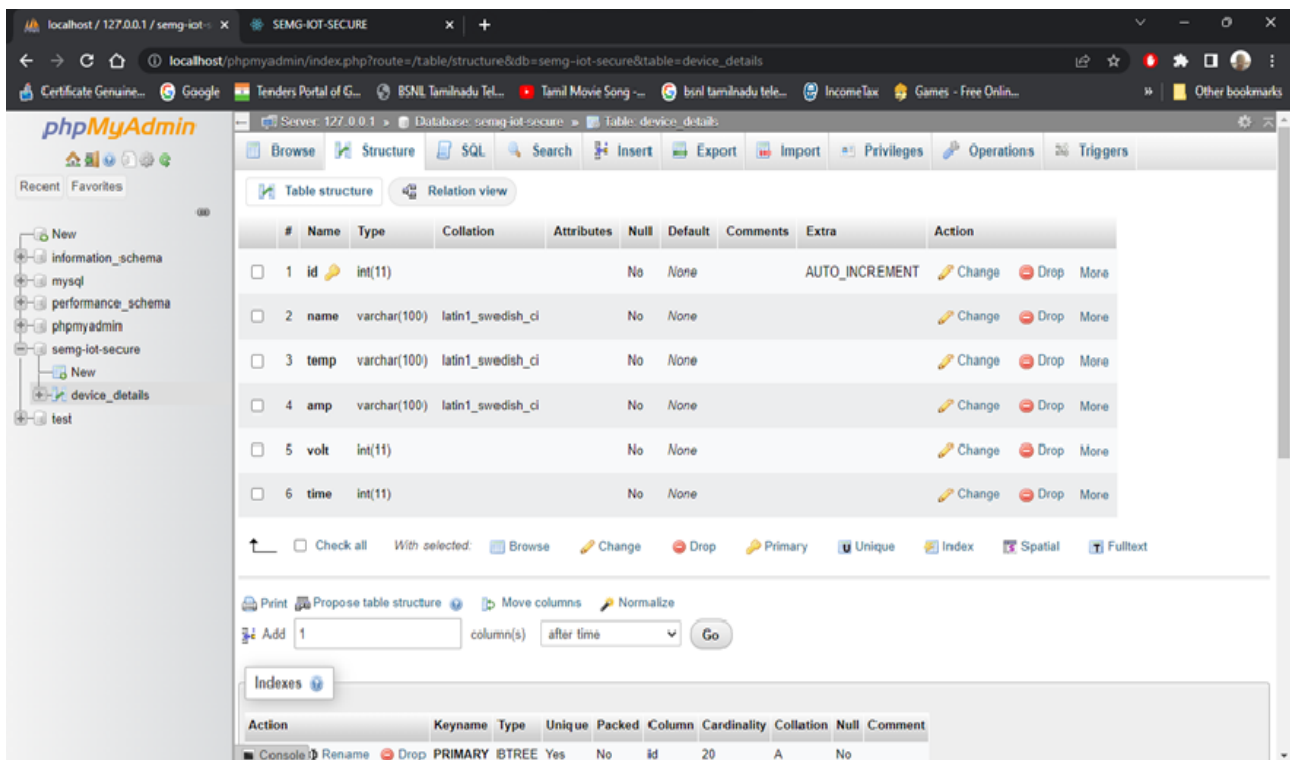 localhost / 127.0.0.1 / semg-iot-s
SEMG-IOT-SECURE
localhost/phpmyadmin/index.php?route=/table/structure&db=semg-iot-secure&table=device_details
Certificate Genuine... Google Tenders Portal of G... BSNL Tamilnadu Tel... Tamil Movie Song -... bsnl tamilnadu tele... IncomeTax Games - Free Onlin... » Other bookmarks
phpMyAdmin
Recent Favorites
New
information_schema
mysql
performance_schema
phpmyadmin
semg-iot-secure
New
device_details
test
Server: 127.0.0.1 » Database: semg-iot-secure » Table: device_details
Browse Structure SQL Search Insert Export Import Privileges Operations Triggers
Table structure Relation view
# Name Type Collation Attributes Null Default Comments Extra Action
1 id int(11) No None AUTO_INCREMENT Change Drop More
2 name varchar(100) latin1_swedish_ci No None Change Drop More
3 temp varchar(100) latin1_swedish_ci No None Change Drop More
4 amp varchar(100) latin1_swedish_ci No None Change Drop More
5 volt int(11) No None Change Drop More
6 time int(11) No None Change Drop More
Check all With selected: Browse Change Drop Primary Unique Index Spatial Fulltext
Print Propose table structure Move columns Normalize
Add 1 column(s) after time Go
Indexes
Action Keyname Type Unique Packed Column Cardinality Collation Null Comment
Console Rename Drop PRIMARY BTREE Yes No id 20 A No